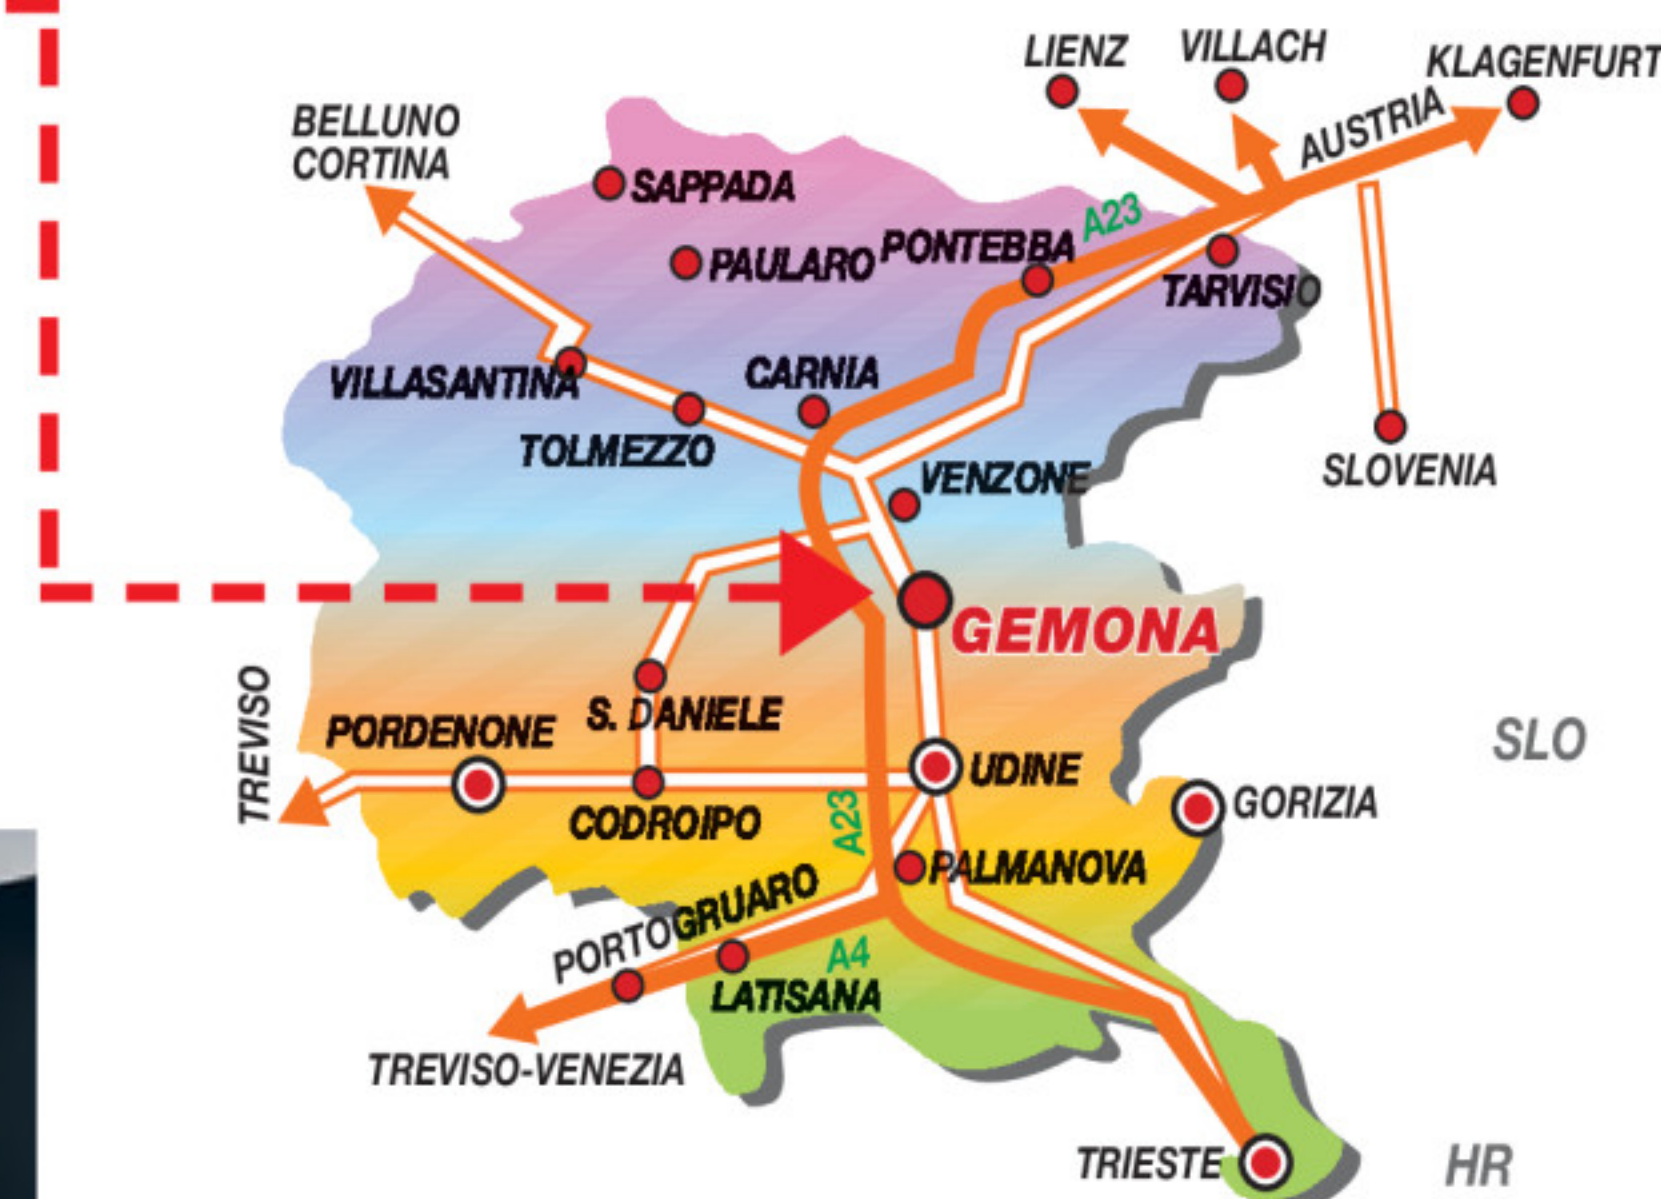 LIENZ
VILLACH
KLAGENFURT
BELLUNO
CORTINA
AUSTRIA
SAPPADA
A23
PAULARO
PONTEBBA
TARVISIO
VILLASANTINA
CARNIA
TOLMEZZO
VENZONE
SLOVENIA
GEMONA
TREVISO
PORDENONE
S. DANIELE
SLO
UDINE
GORIZIA
CODROIPO
A23
PALMANOVA
PORTOGRUARO
A4
LATISANA
TREVISO-VENEZIA
TRIESTE
HR